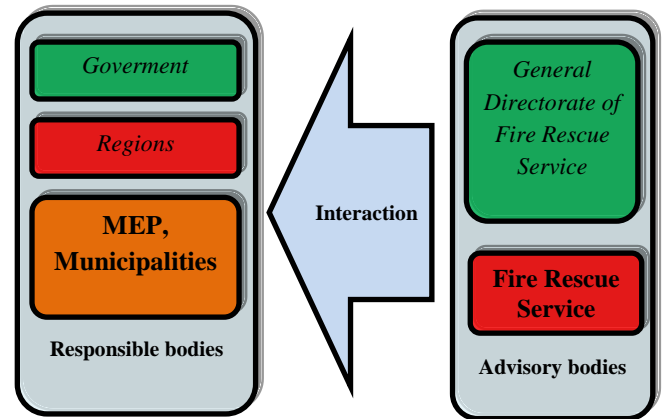 Goverment
Regions
MEP,
Municipalities
Responsible bodies
Interaction
General
Directorate of
Fire Rescue
Service
Fire Rescue
Service
Advisory bodies